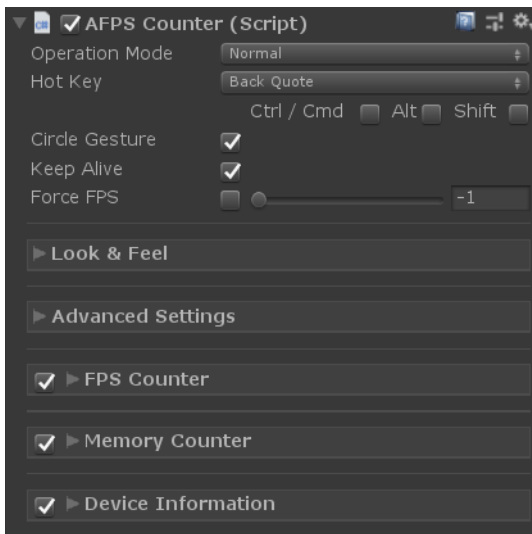 AFPS Counter (Script)
Operation Mode Normal
Hot Key Back Quote
Ctrl / Cmd Alt Shift
Circle Gesture
Keep Alive
Force FPS -1
Look & Feel
Advanced Settings
FPS Counter
Memory Counter
Device Information